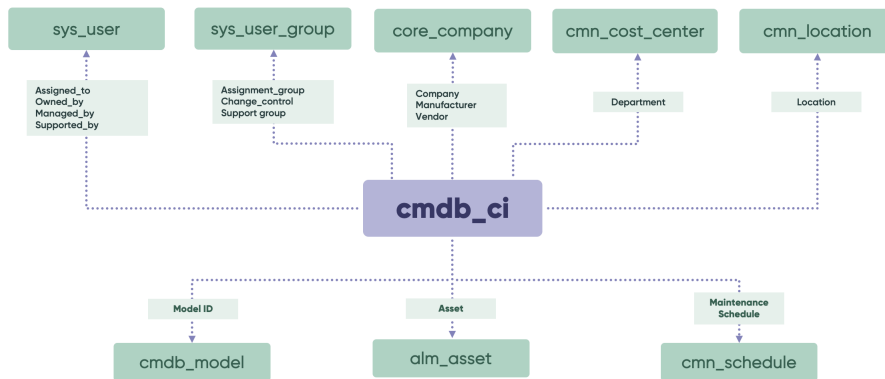 sys_user
sys_user_group
core_company
cmn_cost_center
cmn_location
Assigned_to
Owned_by
Managed_by
Supported_by
Assignment_group
Change_control
Support group
Company
Manufacturer
Vendor
Department
Location
cmdb_ci
Model ID
Asset
Maintenance
Schedule
cmdb_model
alm_asset
cmn_schedule